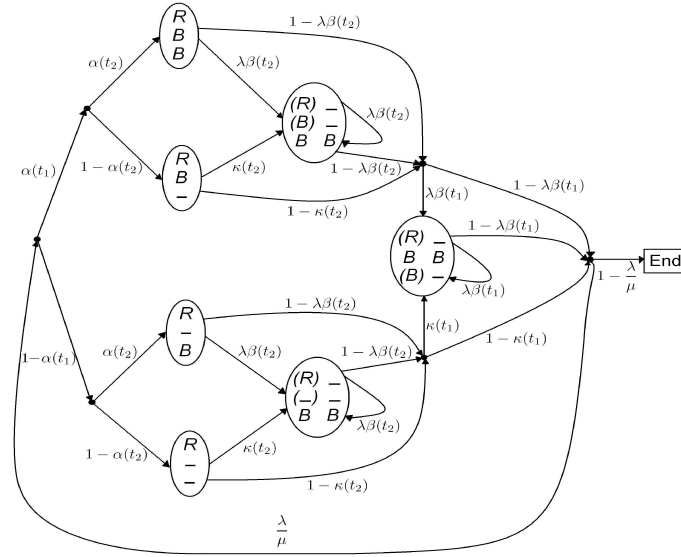 R
B
B
1 − λβ(t₂)
α(t₂)
λβ(t₂)
(R) –
(B) –
B B
λβ(t₂)
1 − α(t₂)
R
B
–
κ(t₂)
1 − λβ(t₂)
α(t₁)
1 − κ(t₂)
λβ(t₁)
1 − λβ(t₁)
(R) –
B B
(B) –
1 − λβ(t₁)
λβ(t₁)
End
1 − λ/μ
R
–
B
1 − λβ(t₂)
κ(t₁)
1 − κ(t₁)
1−α(t₁)
α(t₂)
λβ(t₂)
1 − λβ(t₂)
(R) –
(–) –
B B
λβ(t₂)
1 − α(t₂)
R
–
–
κ(t₂)
1 − κ(t₂)
λ/μ